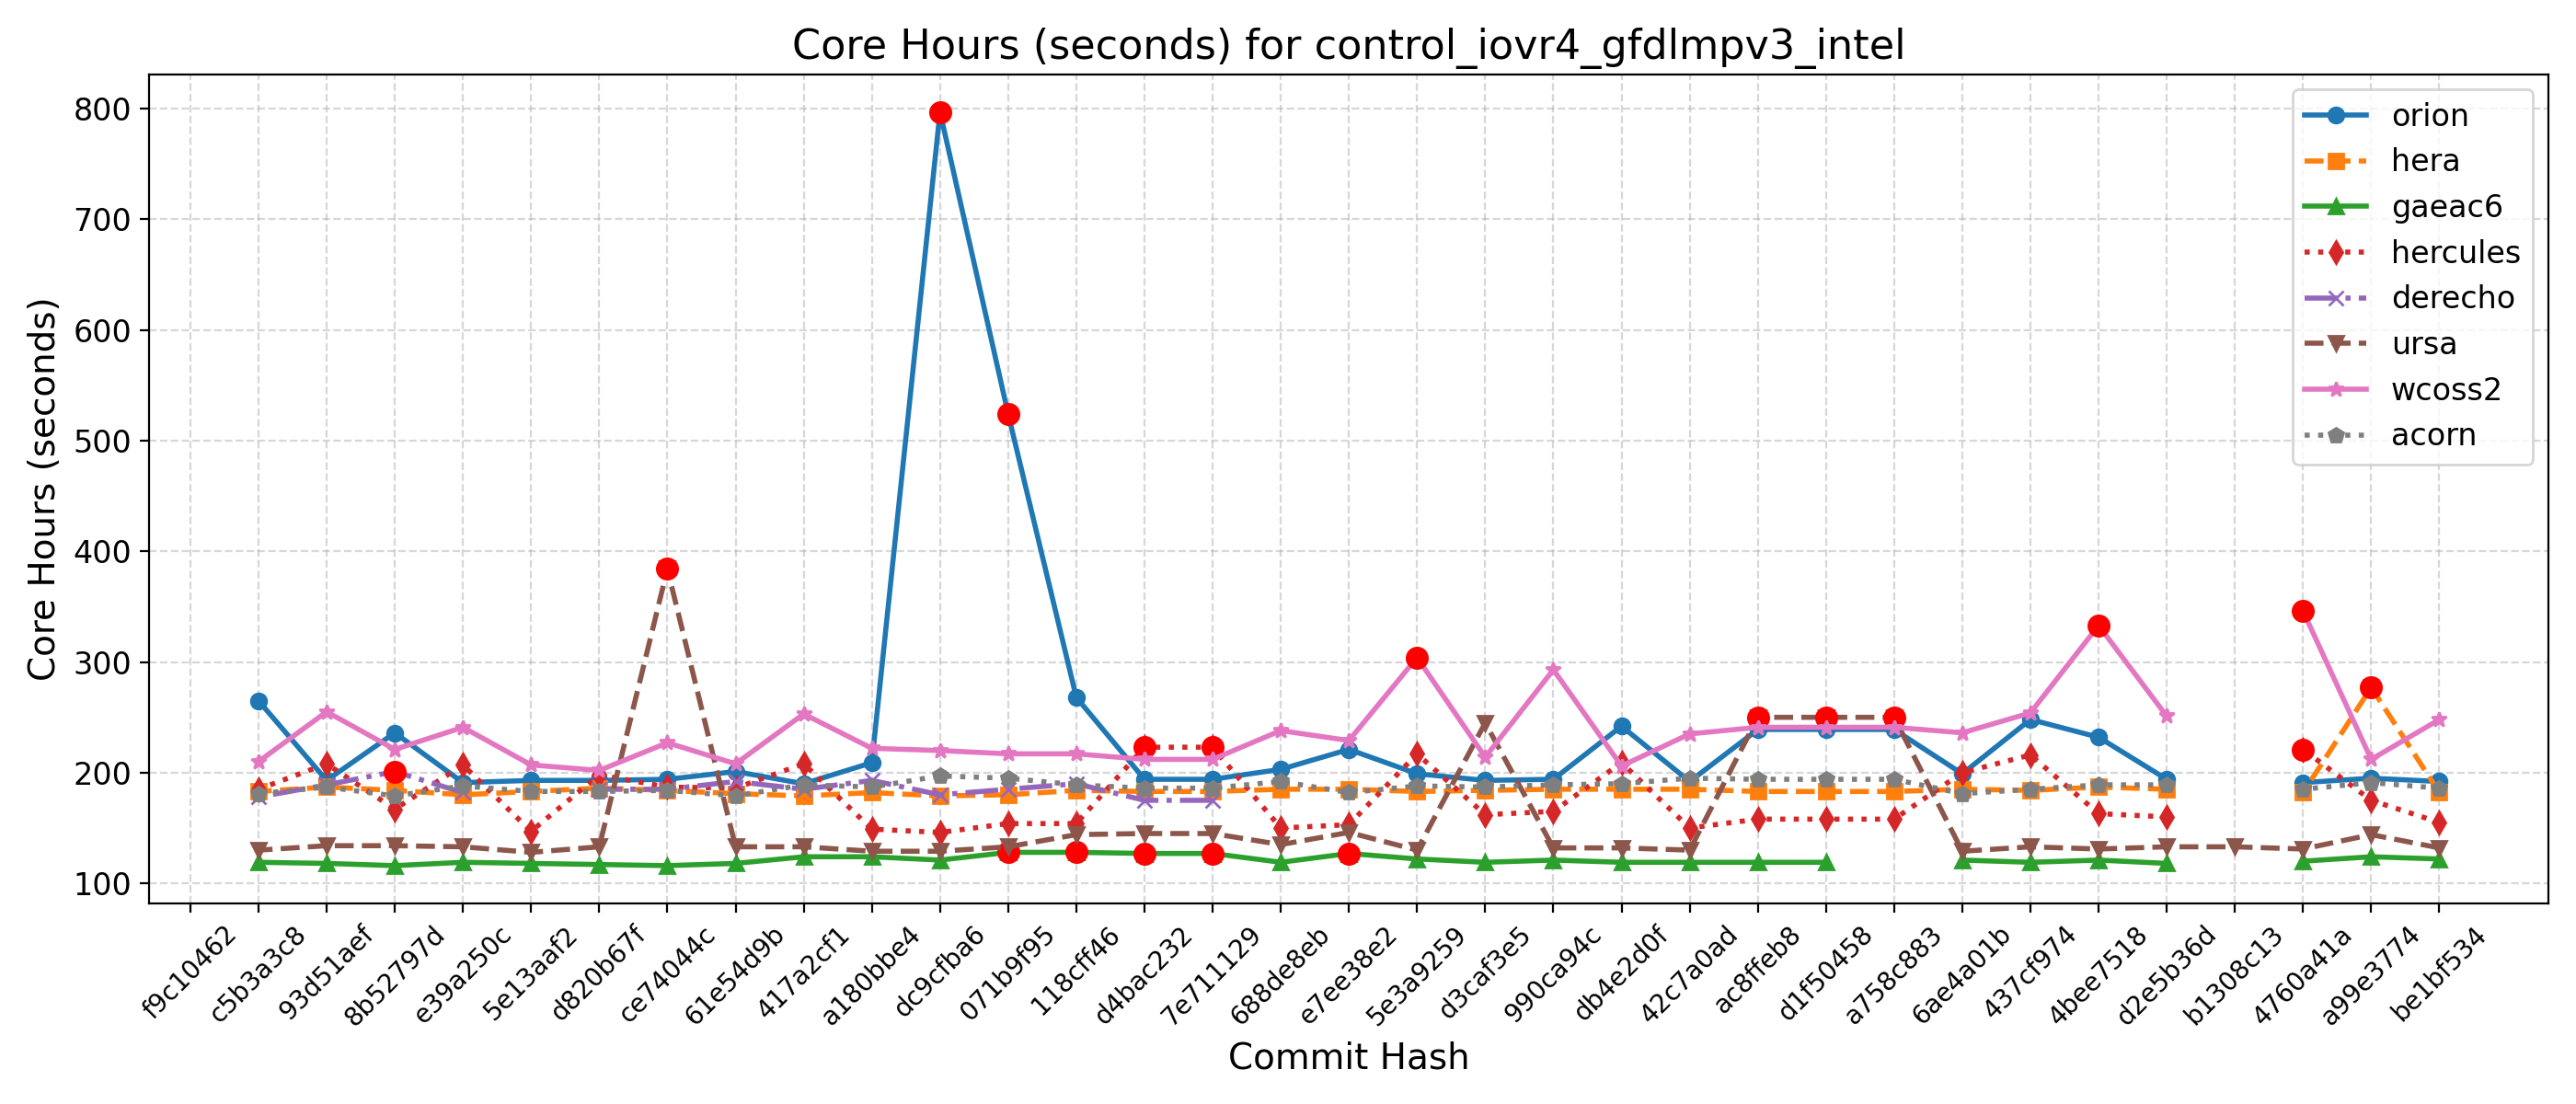 Core Hours (seconds) for control_iovr4_gfdlmpv3_intel
Core Hours (seconds)
800
700
600
500
400
300
200
100
orion
hera
gaeac6
hercules
derecho
ursa
wcoss2
acorn
f9c10462
c5b3a3c8
93d51aef
8b52797d
e39a250c
5e13aaf2
d820b67f
ce74044c
61e54d9b
417a2cf1
a180bbe4
dc9cfba6
071b9f95
118cff46
d4bac232
7e711129
688de8eb
e7ee38e2
5e3a9259
d3caf3e5
990ca94c
db4e2d0f
42c7a0ad
ac8ffeb8
d1f50458
a758c883
6ae4a01b
437cf974
4bee7518
d2e5b36d
b1308c13
4760a41a
a99e3774
be1bf534
Commit Hash